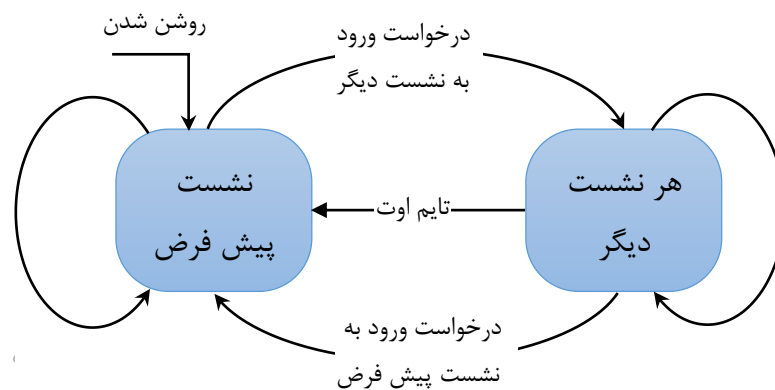 روشن شدن
درخواست ورود
به نشست دیگر
نشست
پیش فرض
هر نشست
دیگر
تایم اوت
درخواست ورود به
نشست پیش فرض